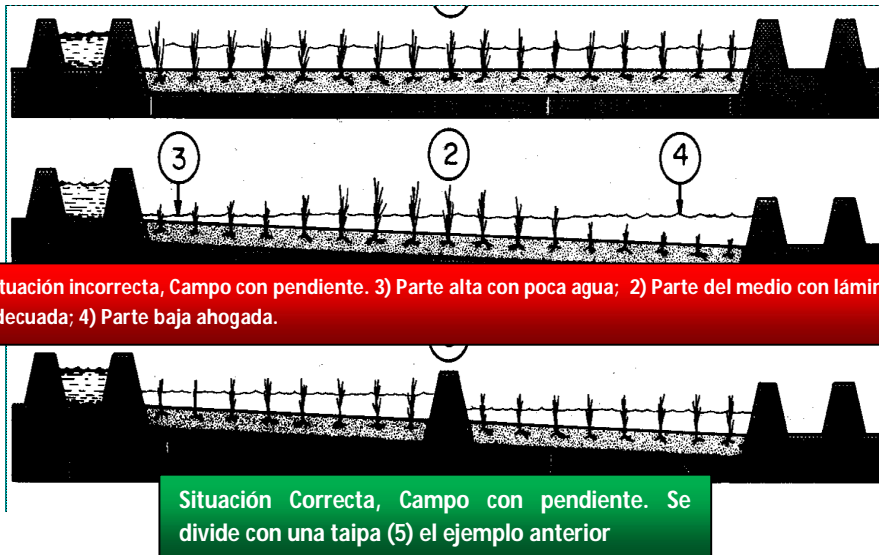 3
2
4
tuación incorrecta, Campo con pendiente. 3) Parte alta con poca agua; 2) Parte del medio con lámin
decuada; 4) Parte baja ahogada.
Situación Correcta, Campo con pendiente. Se
divide con una taipa (5) el ejemplo anterior